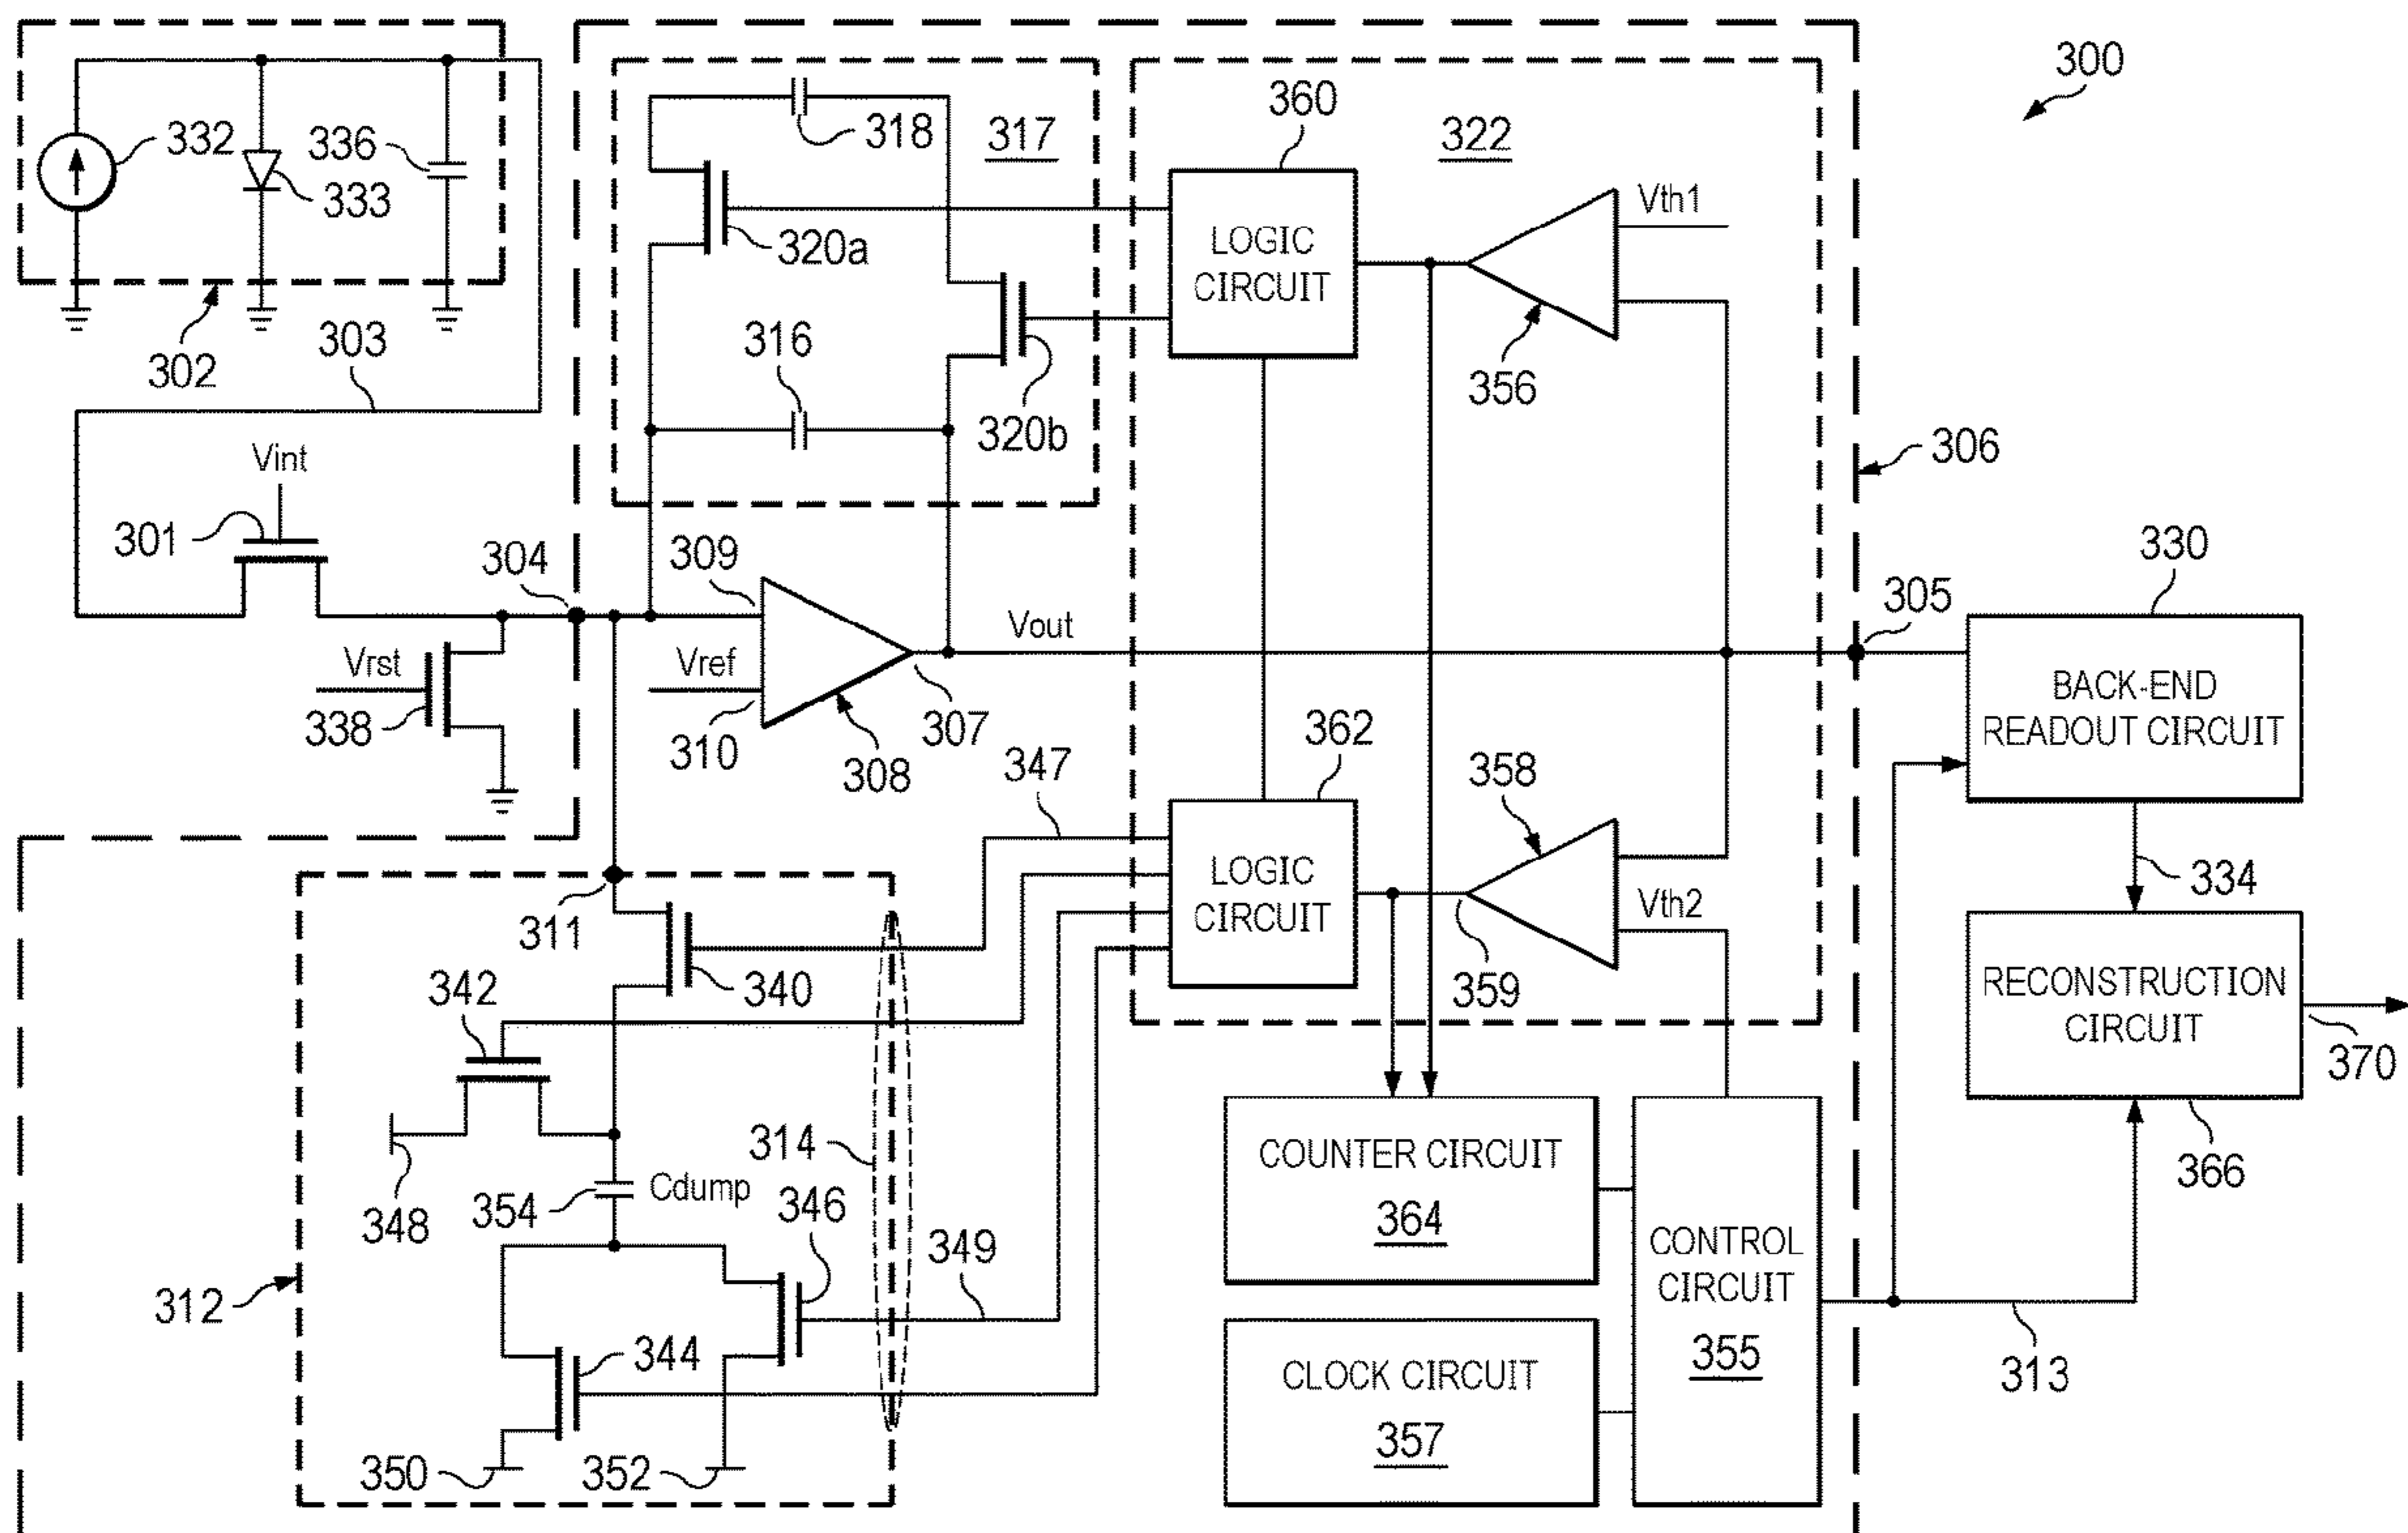 300
332
333
336
302
303
318
317
320a
316
320b
360
LOGIC
CIRCUIT
322
Vth1
356
306
Vint
301
304
309
Vref
310
308
307
Vout
Vrst
338
305
330
BACK-END
READOUT CIRCUIT
334
RECONSTRUCTION
CIRCUIT
370
366
347
362
LOGIC
CIRCUIT
358
Vth2
359
311
340
342
348
354
Cdump
314
346
349
312
344
350
352
COUNTER CIRCUIT
364
CLOCK CIRCUIT
357
CONTROL
CIRCUIT
355
313